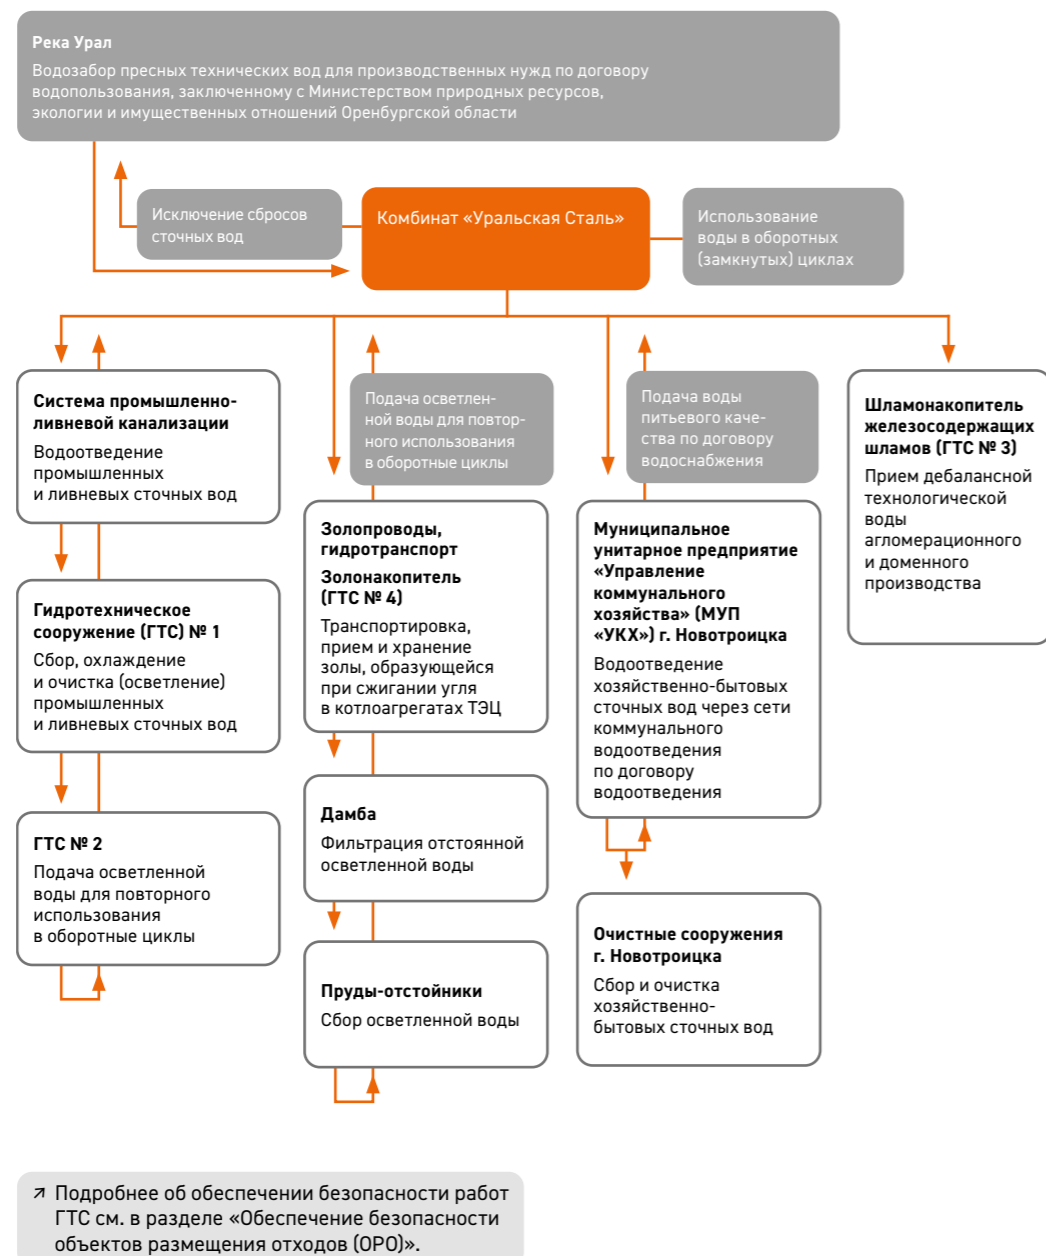 Река Урал
Водозабор пресных технических вод для производственных нужд по договору
водопользования, заключенному с Министерством природных ресурсов,
экологии и имущественных отношений Оренбургской области
Исключение сбросов
сточных вод
Комбинат «Уральская Сталь»
Использование
воды в оборотных
(замкнутых) циклах
Система промышленно-
ливневой канализации
Водоотведение
промышленных
и ливневых сточных вод
Гидротехническое
сооружение (ГТС) № 1
Сбор, охлаждение
и очистка (осветление)
промышленных
и ливневых сточных вод
ГТС № 2
Подача осветленной
воды для повторного
использования
в оборотные циклы
Подача осветлен-
ной воды для повтор-
ного использования
в оборотные циклы
Золопроводы,
гидротранспорт
Золонакопитель
(ГТС № 4)
Транспортировка,
прием и хранение
золы, образующейся
при сжигании угля
в котлоагрегатах ТЭЦ
Дамба
Фильтрация отстоянной
осветленной воды
Пруды-отстойники
Сбор осветленной воды
Подача воды
питьевого каче-
ства по договору
водоснабжения
Муниципальное
унитарное предприятие
«Управление
коммунального
хозяйства» (МУП
«УКХ») г. Новотроицка
Водоотведение
хозяйственно-бытовых
сточных вод через сети
коммунального
водоотведения
по договору
водоотведения
Очистные сооружения
г. Новотроицка
Сбор и очистка
хозяйственно-
бытовых сточных вод
Шламонакопитель
железосодержащих
шламов (ГТС № 3)
Прием дебалансной
технологической
воды
агломерационного
и доменного
производства
Подробнее об обеспечении безопасности работ
ГТС см. в разделе «Обеспечение безопасности
объектов размещения отходов (ОРО)».